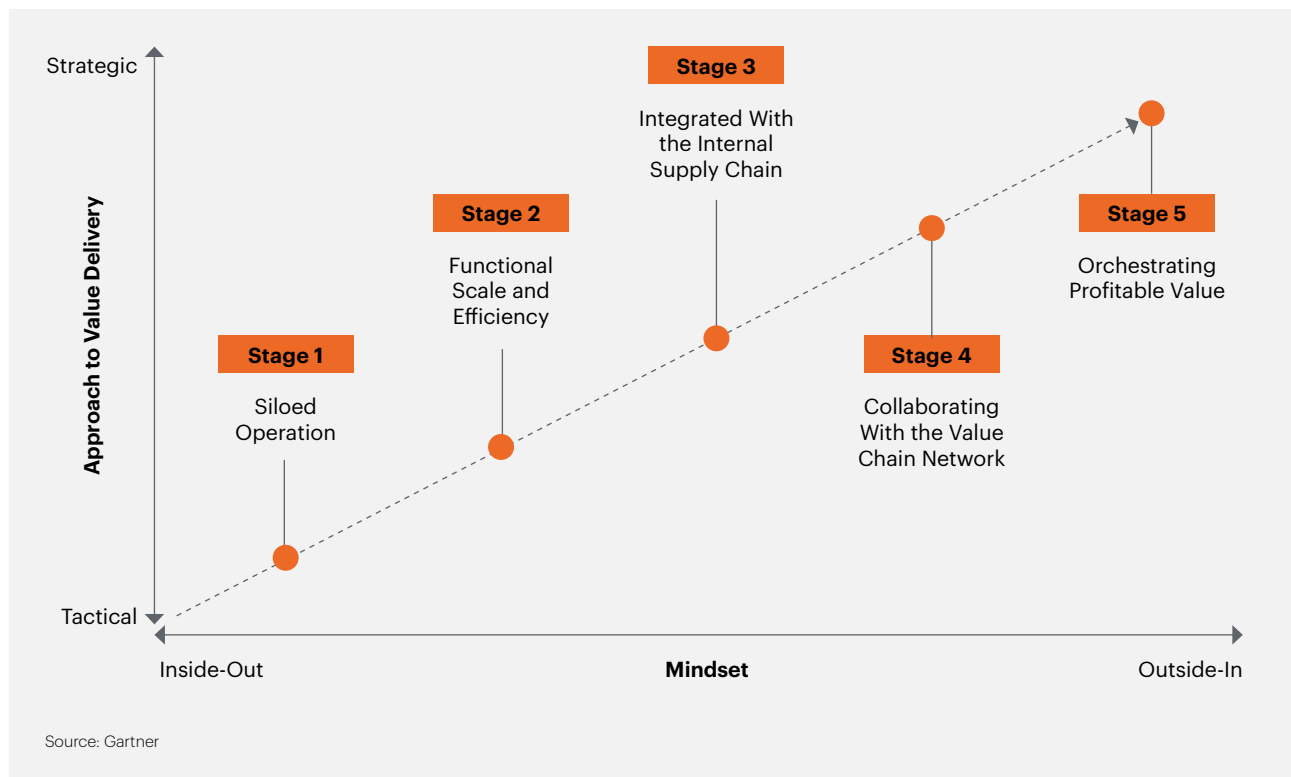 Strategic
Approach to Value Delivery
Tactical
Stage 1
Siloed
Operation
Stage 2
Functional
Scale and
Efficiency
Stage 3
Integrated With
the Internal
Supply Chain
Stage 4
Collaborating
With the Value
Chain Network
Stage 5
Orchestrating
Profitable Value
Inside-Out
Mindset
Outside-In
Source: Gartner